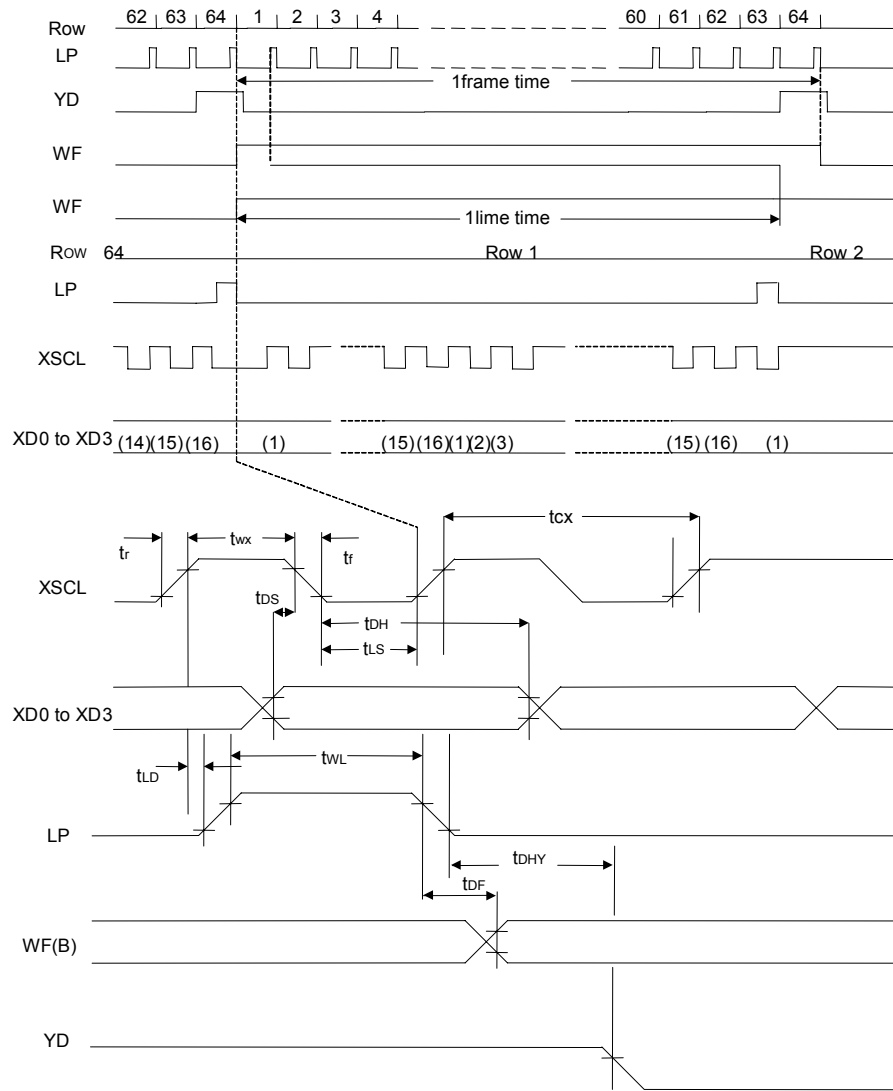 62 63 64 1 2 3 4 60 61 62 63 64
Row
LP
1frame time
YD
WF
WF
1lime time
Row 64 Row 1 Row 2
LP
XSCL
XD0 to XD3
(14) (15) (16) (1) (15) (16) (1) (2) (3) (15) (16) (1)
tcx
tr twx tf
XSCL
tDS
tDH
tLS
XD0 to XD3
tWL
tLD
LP
tDHY
tDF
WF(B)
YD